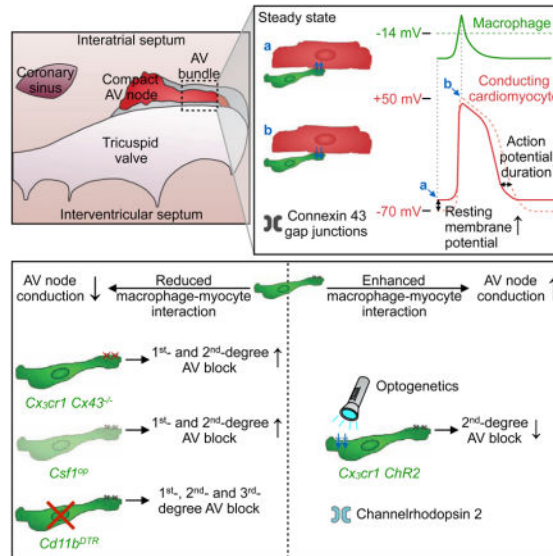 Interatrial septum
Coronary
sinus
Compact
AV node
AV
bundle
Tricuspid
valve
Interventricular septum
Steady state
a
b
Connexin 43
gap junctions
Macrophage
-14 mV
Conducting
cardiomyocyte
+50 mV
b
Action
potential
duration
a
-70 mV
Resting
membrane
potential ↑
AV node
conduction ↓
Reduced
macrophage-myocyte
interaction
Enhanced
macrophage-myocyte
interaction
AV node
conduction ↑
Cx3cr1 Cx43-/-
1st- and 2nd-degree
AV block ↑
Csf1op
1st- and 2nd-degree
AV block ↑
Cd11bDTR
1st-, 2nd- and 3rd-
degree AV block
Optogenetics
Cx3cr1 ChR2
2nd-degree
AV block ↓
Channelrhodopsin 2